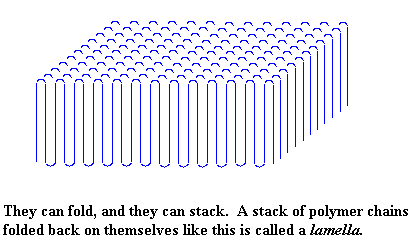 They can fold, and they can stack.  A stack of polymer chains
folded back on themselves like this is called a lamella.